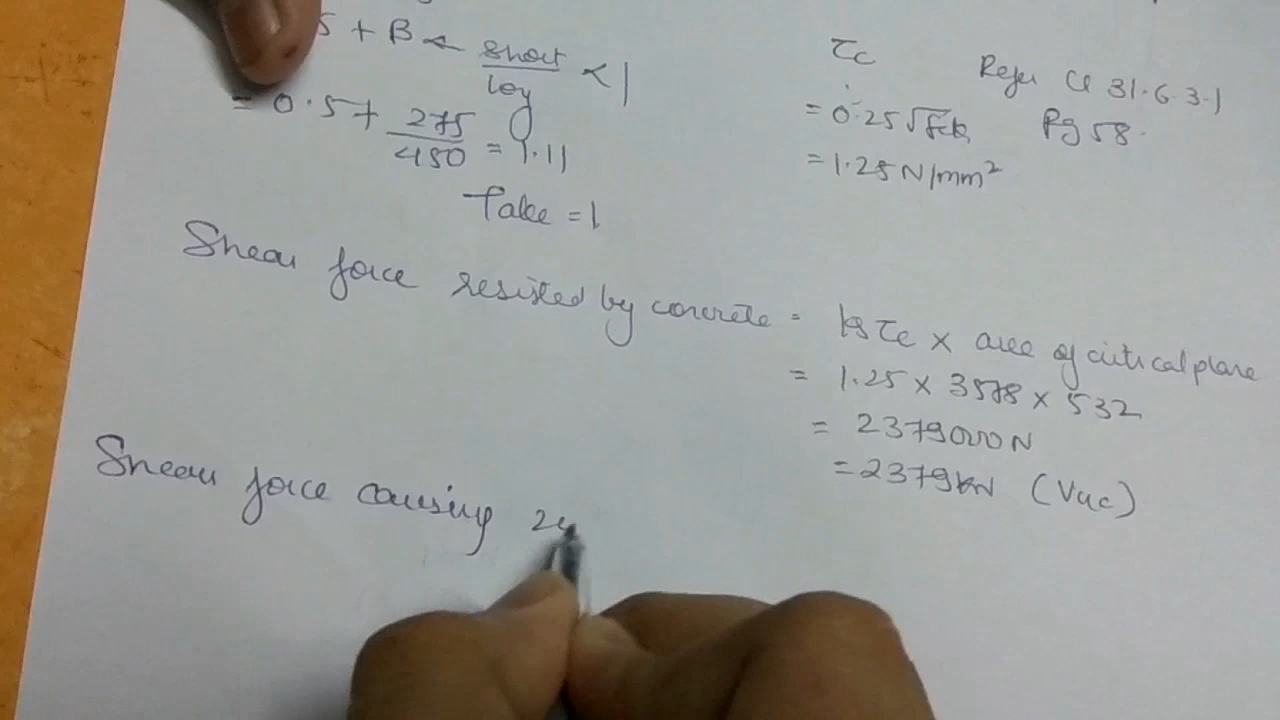 5 + β ← short/long < 1
= 0.5 + 275/450 = 1.11
Take = 1
τc
= 0.25√fck
= 1.25 N/mm²
Refer Cl 31.6.3.1
Pg 58.
Shear force resisted by concrete = ks τc × area of critical plane
= 1.25 × 3578 × 532
= 2379000 N
= 2379 kN (Vuc)
Shear force causing 2